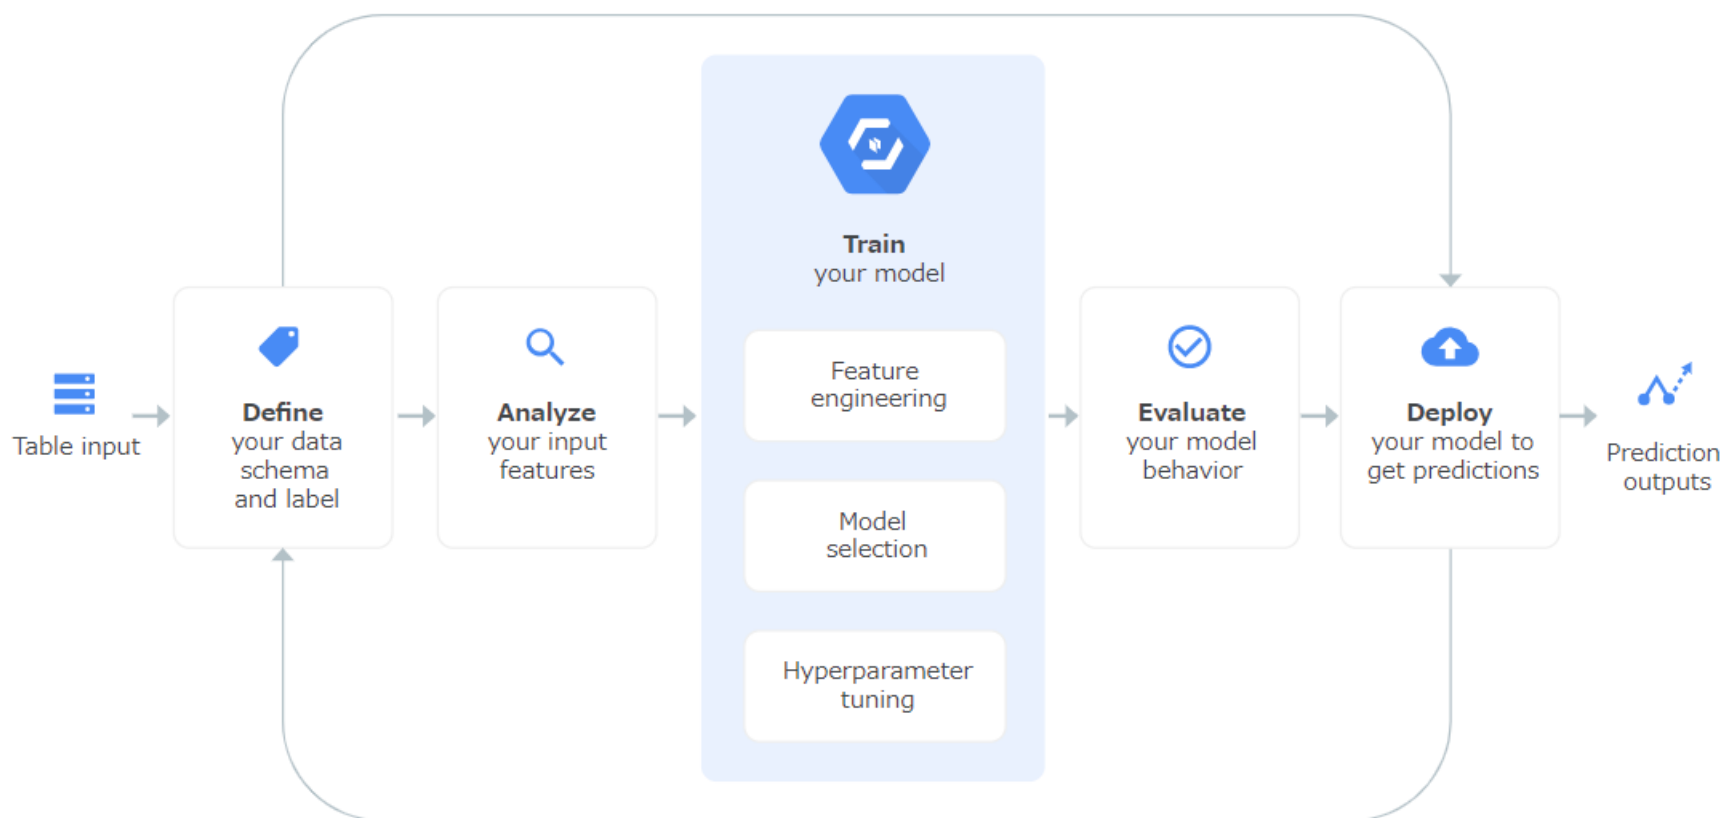 Table input
Define
your data
schema
and label
Analyze
your input
features
Train
your model
Feature
engineering
Model
selection
Hyperparameter
tuning
Evaluate
your model
behavior
Deploy
your model to
get predictions
Prediction
outputs